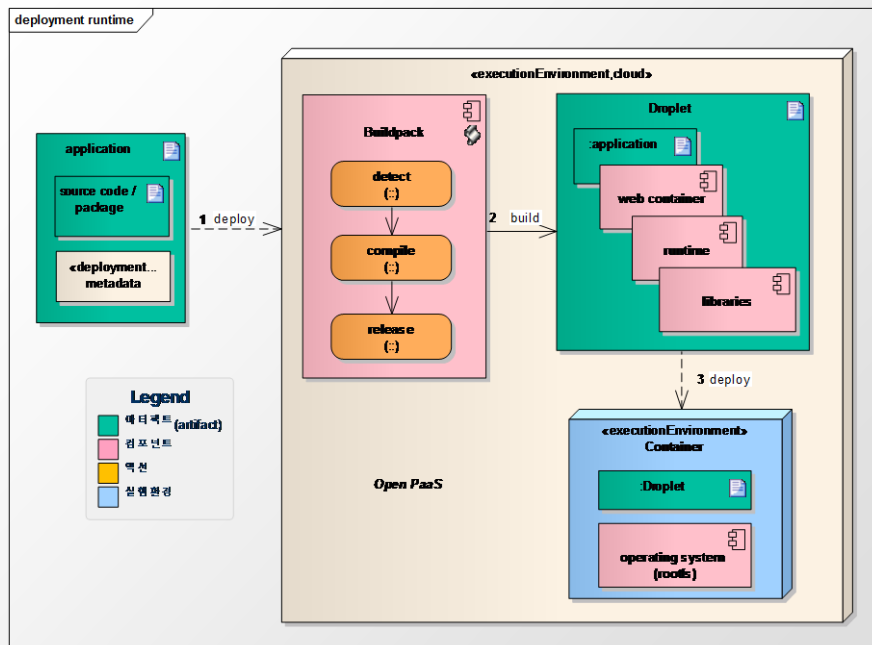 deployment runtime
«executionEnvironment,cloud»
application
source code /
package
«deployment...
metadata
1 deploy
Buildpack
detect
(::)
compile
(::)
release
(::)
2 build
Droplet
:application
web container
runtime
libraries
3 deploy
«executionEnvironment»
Container
:Droplet
operating system
(rootfs)
Open PaaS
Legend
아티팩트(artifact)
컴포넌트
액션
실행환경